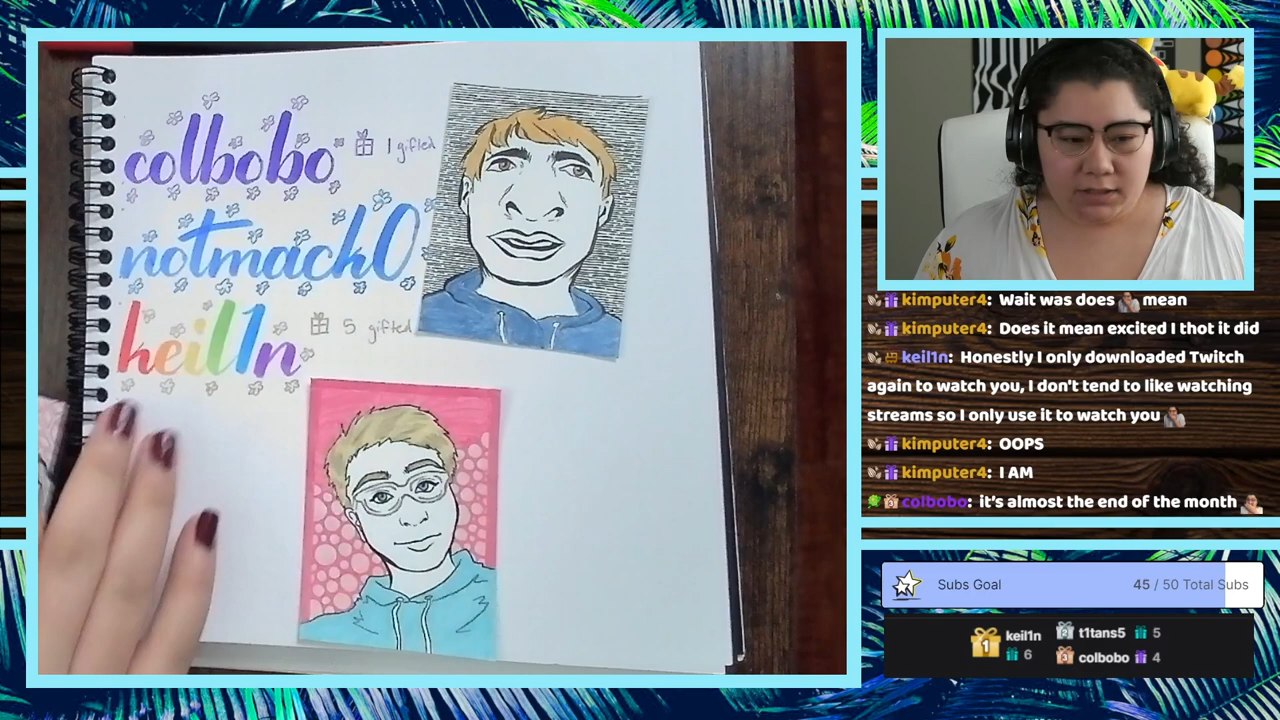 colbobo 1 gifted
notmack0
keil1n 5 gifted
kimputer4: Wait was does mean
kimputer4: Does it mean excited I thot it did
keil1n: Honestly I only downloaded Twitch
again to watch you, I don't tend to like watching
streams so I only use it to watch you
kimputer4: OOPS
kimputer4: I AM
colbobo: it's almost the end of the month
Subs Goal 45 / 50 Total Subs
1 keil1n 6
2 t1tans5 5
3 colbobo 4